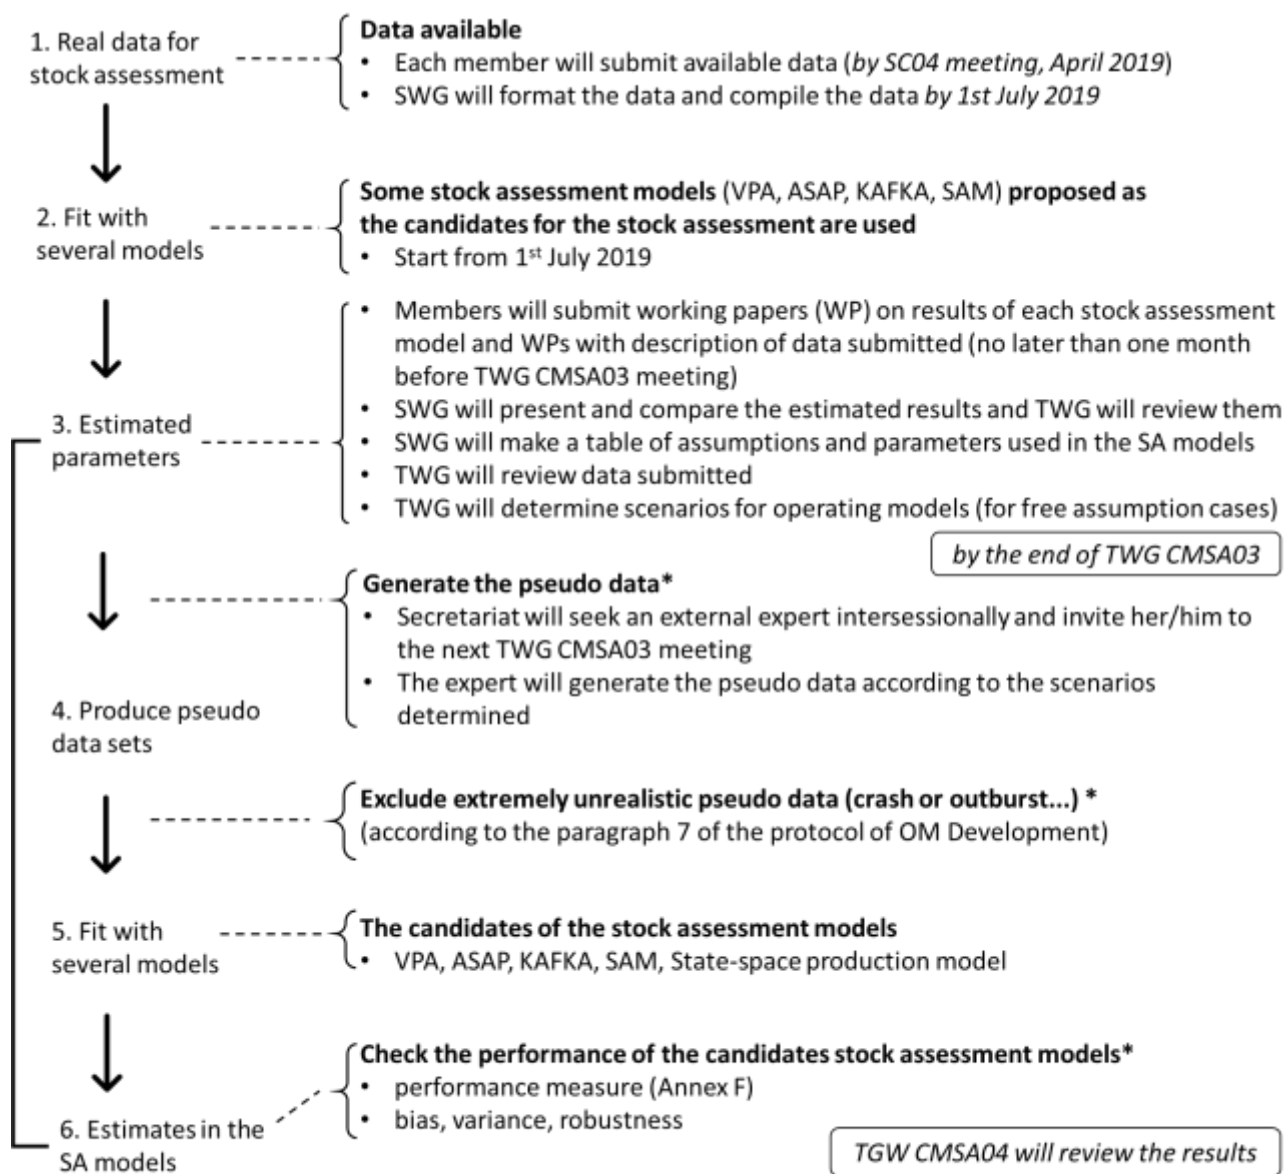 1. Real data for
stock assessment
Data available
• Each member will submit available data (by SC04 meeting, April 2019)
• SWG will format the data and compile the data by 1st July 2019
2. Fit with
several models
Some stock assessment models (VPA, ASAP, KAFKA, SAM) proposed as
the candidates for the stock assessment are used
• Start from 1st July 2019
3. Estimated
parameters
• Members will submit working papers (WP) on results of each stock assessment
model and WPs with description of data submitted (no later than one month
before TWG CMSA03 meeting)
• SWG will present and compare the estimated results and TWG will review them
• SWG will make a table of assumptions and parameters used in the SA models
• TWG will review data submitted
• TWG will determine scenarios for operating models (for free assumption cases)
by the end of TWG CMSA03
Generate the pseudo data*
• Secretariat will seek an external expert intersessionally and invite her/him to
the next TWG CMSA03 meeting
• The expert will generate the pseudo data according to the scenarios
determined
4. Produce pseudo
data sets
Exclude extremely unrealistic pseudo data (crash or outburst...) *
(according to the paragraph 7 of the protocol of OM Development)
5. Fit with
several models
The candidates of the stock assessment models
• VPA, ASAP, KAFKA, SAM, State-space production model
Check the performance of the candidates stock assessment models*
• performance measure (Annex F)
• bias, variance, robustness
6. Estimates in the
SA models
TGW CMSA04 will review the results